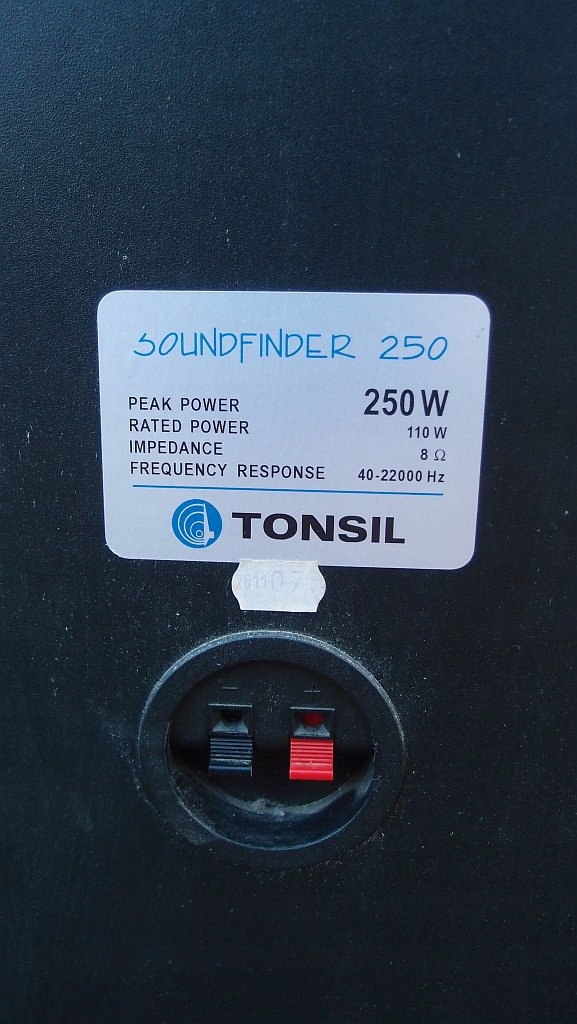 SOUNDFINDER 250
PEAK POWER 250 W
RATED POWER 110 W
IMPEDANCE 8 Ω
FREQUENCY RESPONSE 40-22000 Hz
TONSIL
- +